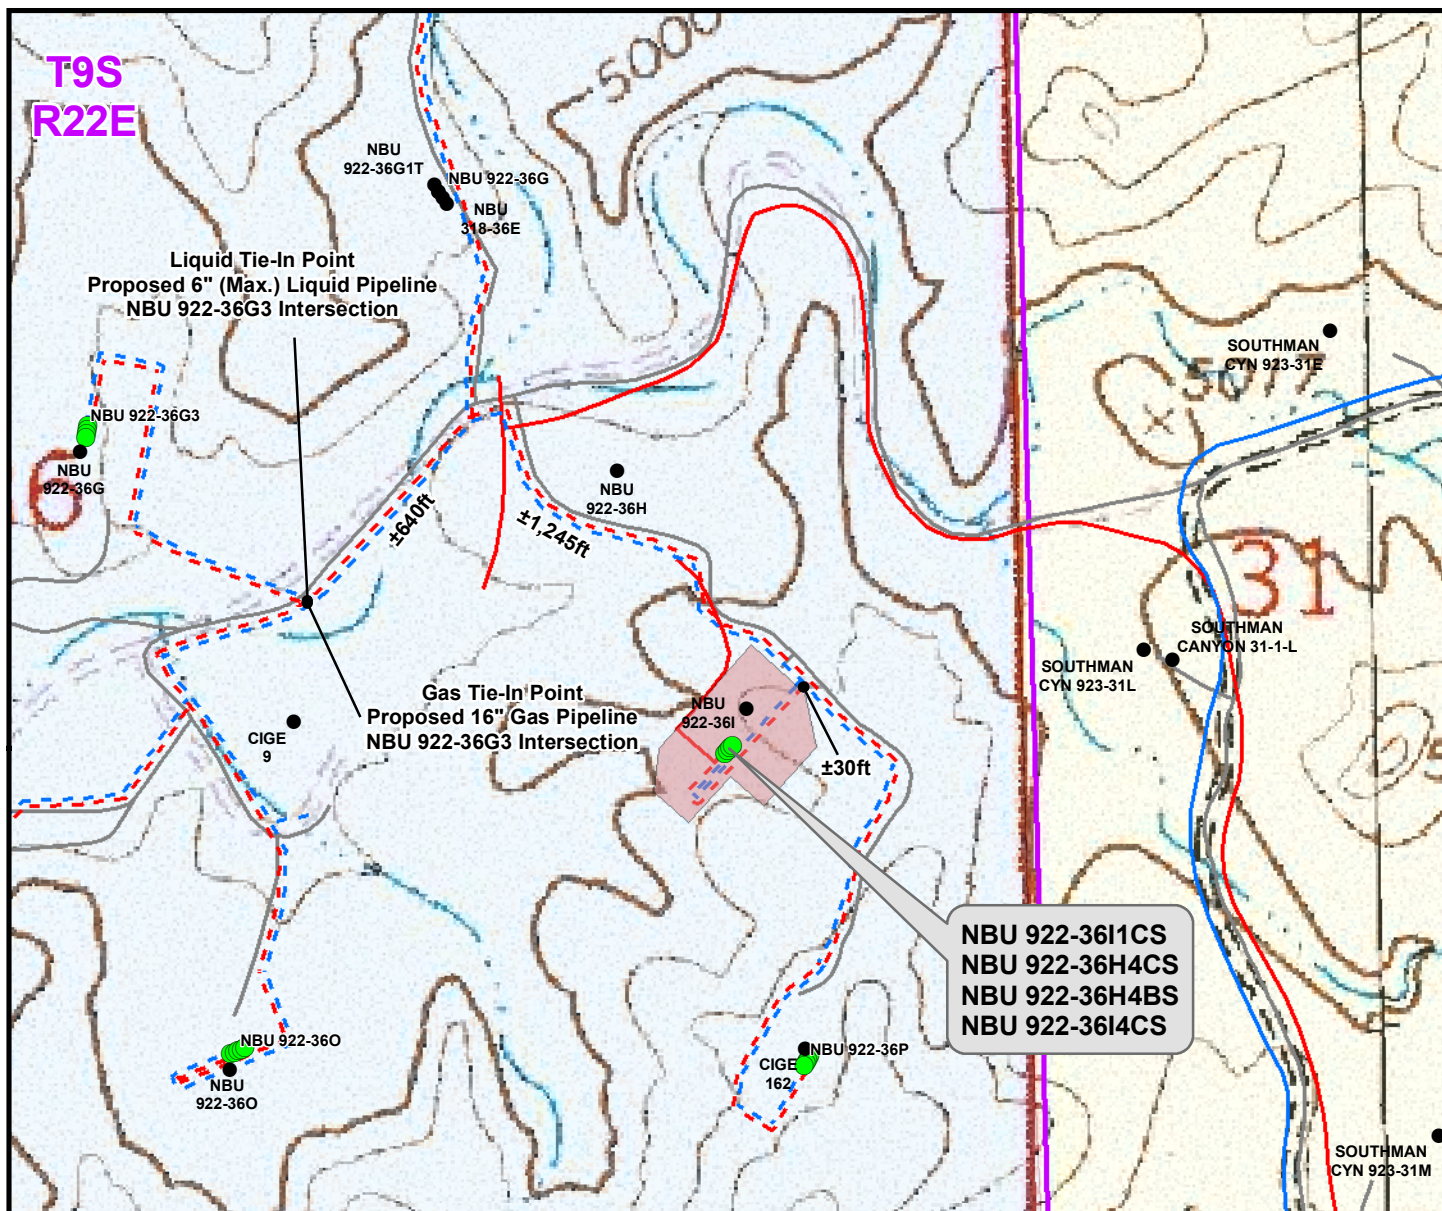 T9S
R22E
5000
NBU
922-36G1T
NBU 922-36G
NBU
318-36E
Liquid Tie-In Point
Proposed 6" (Max.) Liquid Pipeline
NBU 922-36G3 Intersection
SOUTHMAN
CYN 923-31E
5017
NBU 922-36G3
NBU
922-36G
6
NBU
922-36H
±640ft
±1,245ft
31
SOUTHMAN
CANYON 31-1-L
SOUTHMAN
CYN 923-31L
Gas Tie-In Point
Proposed 16" Gas Pipeline
NBU 922-36G3 Intersection
NBU
922-36I
CIGE
9
±30ft
NBU 922-36I1CS
NBU 922-36H4CS
NBU 922-36H4BS
NBU 922-36I4CS
NBU 922-36O
NBU
922-36O
NBU 922-36P
CIGE
162
SOUTHMAN
CYN 923-31M